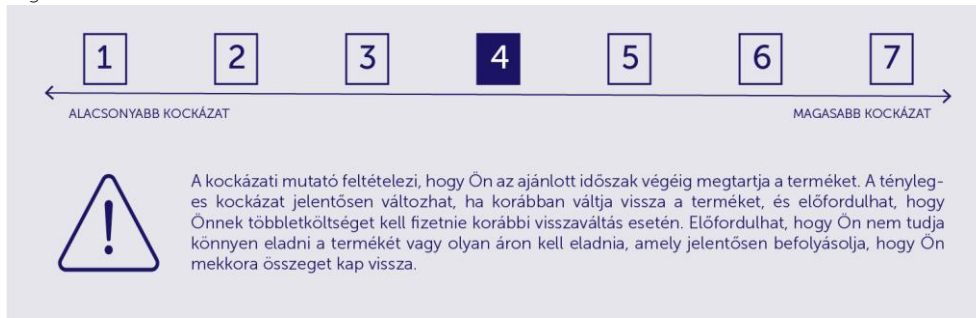 1 2 3 4 5 6 7
ALACSONYABB KOCKÁZAT MAGASABB KOCKÁZAT
A kockázati mutató feltételezi, hogy Ön az ajánlott időszak végéig megtartja a terméket. A tényleg-
es kockázat jelentősen változhat, ha korábban váltja vissza a terméket, és előfordulhat, hogy
Önnek többletköltséget kell fizetnie korábbi visszaváltás esetén. Előfordulhat, hogy Ön nem tudja
könnyen eladni a termékét vagy olyan áron kell eladnia, amely jelentősen befolyásolja, hogy Ön
mekkora összeget kap vissza.